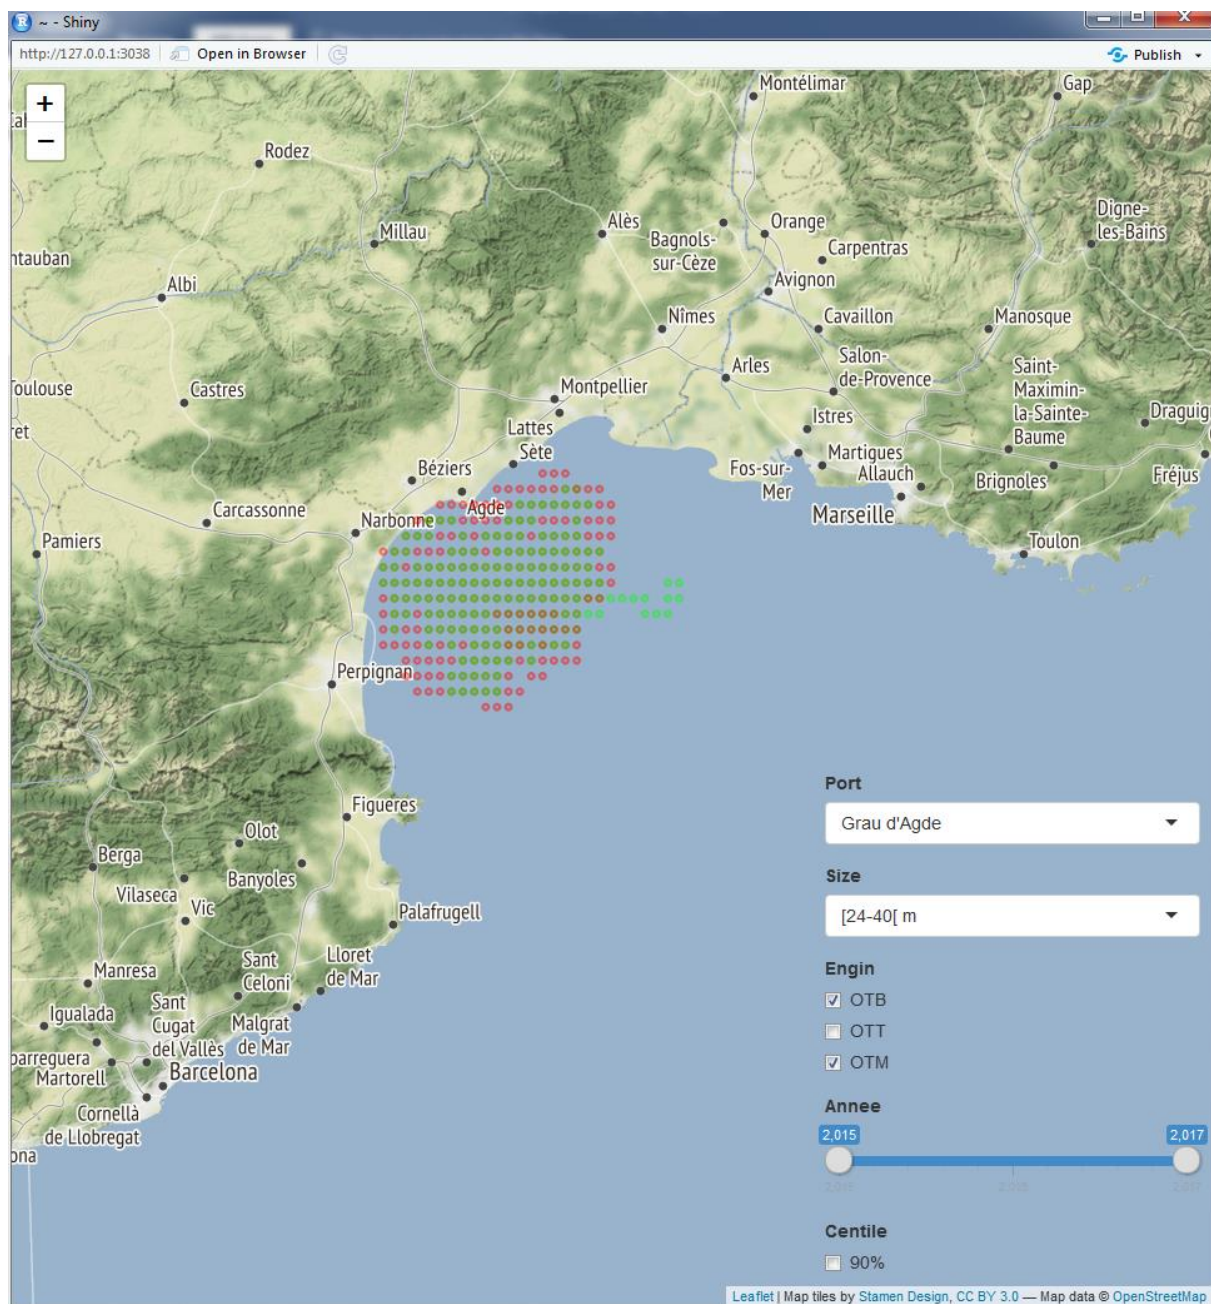 ~ - Shiny
http://127.0.0.1:3038 Open in Browser Publish
+
−
Montélimar
Gap
Rodez
Digne-
les-Bains
Millau
Alès
Bagnols-
sur-Cèze
Orange
Carpentras
ntauban
Albi
Avignon
Nîmes
Cavaillon
Manosque
Arles
Salon-
de-Provence
Saint-
Maximin-
la-Sainte-
Baume
Toulouse
Castres
Montpellier
Lattes
Istres
Draguig
ret
Sète
Béziers
Fos-sur-
Mer
Martigues
Allauch
Brignoles
Fréjus
Carcassonne
Narbonne
Agde
Marseille
Pamiers
Toulon
Perpignan
Port
Figueres
Grau d'Agde
Olot
Berga
Banyoles
Size
Vilaseca
Vic
Palafrugell
[24-40[ m
Manresa
Sant
Celoni
Lloret
de Mar
Engin
OTB
Igualada
Sant
Cugat
del Vallès
Malgrat
de Mar
OTT
parreguera
Martorell
Barcelona
OTM
Cornellà
de Llobregat
Annee
2,015 2,017
ona
Centile
90%
Leaflet | Map tiles by Stamen Design, CC BY 3.0 — Map data © OpenStreetMap